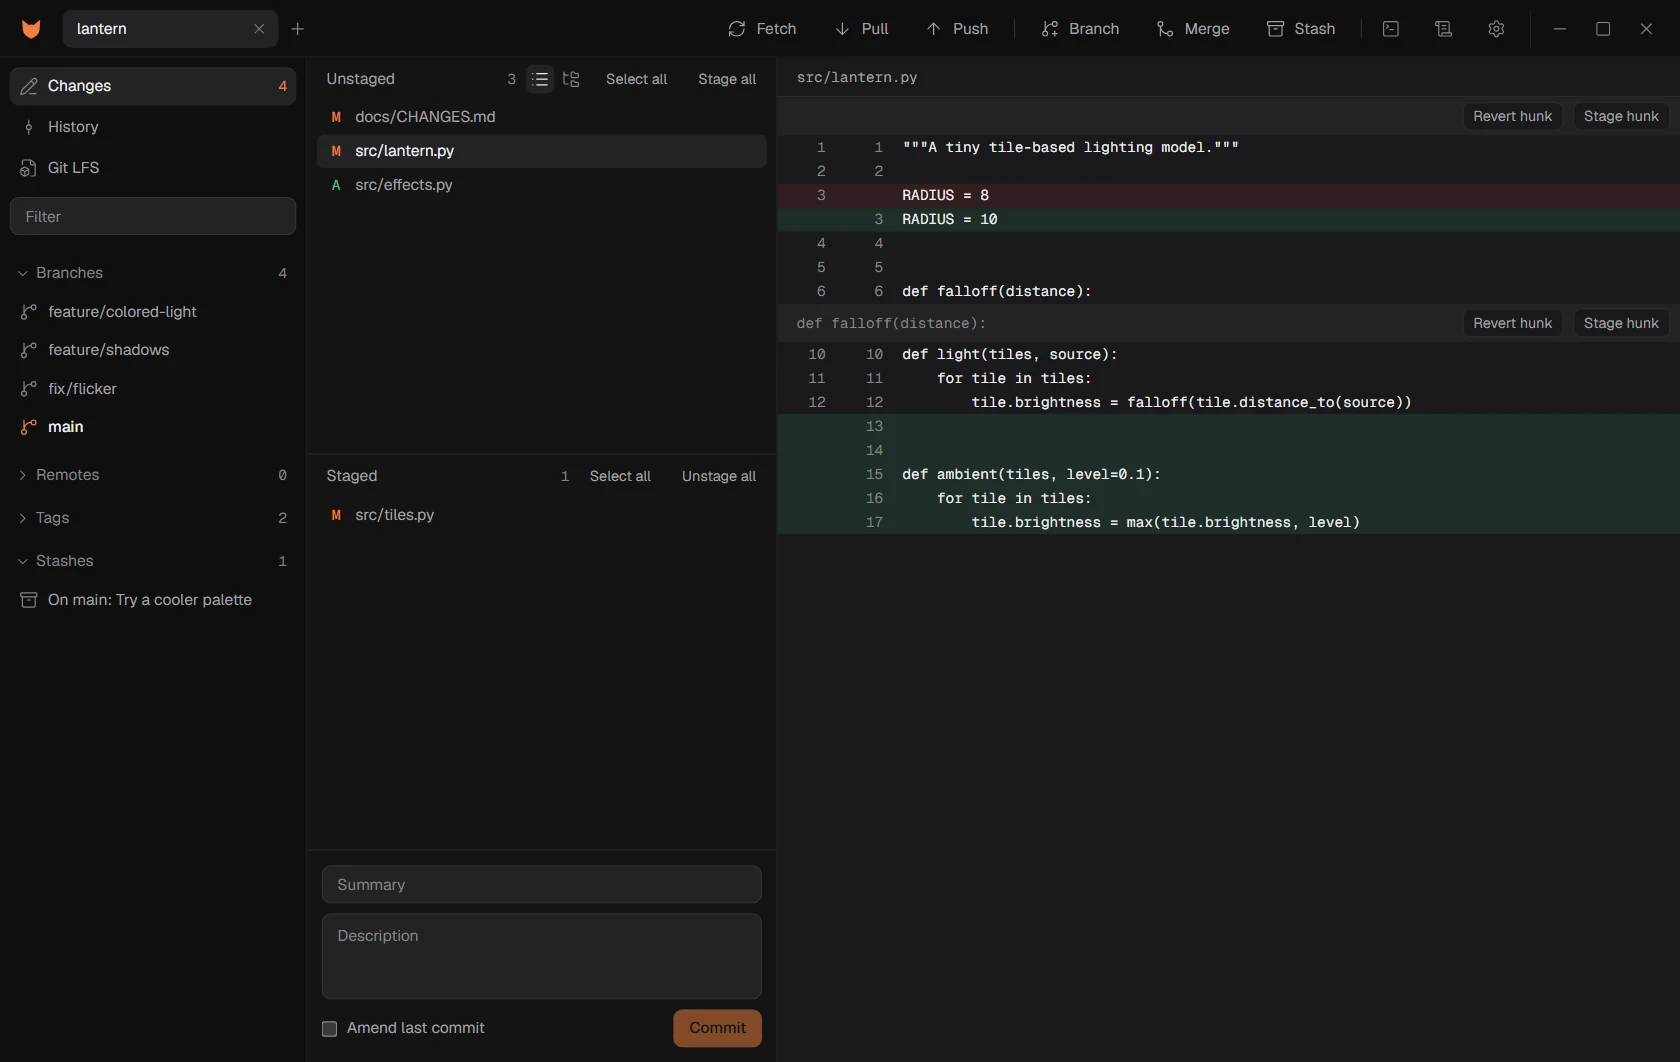 lantern
Fetch
Pull
Push
Branch
Merge
Stash
Changes 4
History
Git LFS
Filter
Branches 4
feature/colored-light
feature/shadows
fix/flicker
main
Remotes 0
Tags 2
Stashes 1
On main: Try a cooler palette
Unstaged 3 Select all Stage all
M docs/CHANGES.md
M src/lantern.py
A src/effects.py
Staged 1 Select all Unstage all
M src/tiles.py
Summary
Description
Amend last commit Commit
src/lantern.py
Revert hunk Stage hunk
1 1 """A tiny tile-based lighting model."""
2 2
3 RADIUS = 8
3 RADIUS = 10
4 4
5 5
6 6 def falloff(distance):
def falloff(distance): Revert hunk Stage hunk
10 10 def light(tiles, source):
11 11 for tile in tiles:
12 12 tile.brightness = falloff(tile.distance_to(source))
13
14
15 def ambient(tiles, level=0.1):
16 for tile in tiles:
17 tile.brightness = max(tile.brightness, level)